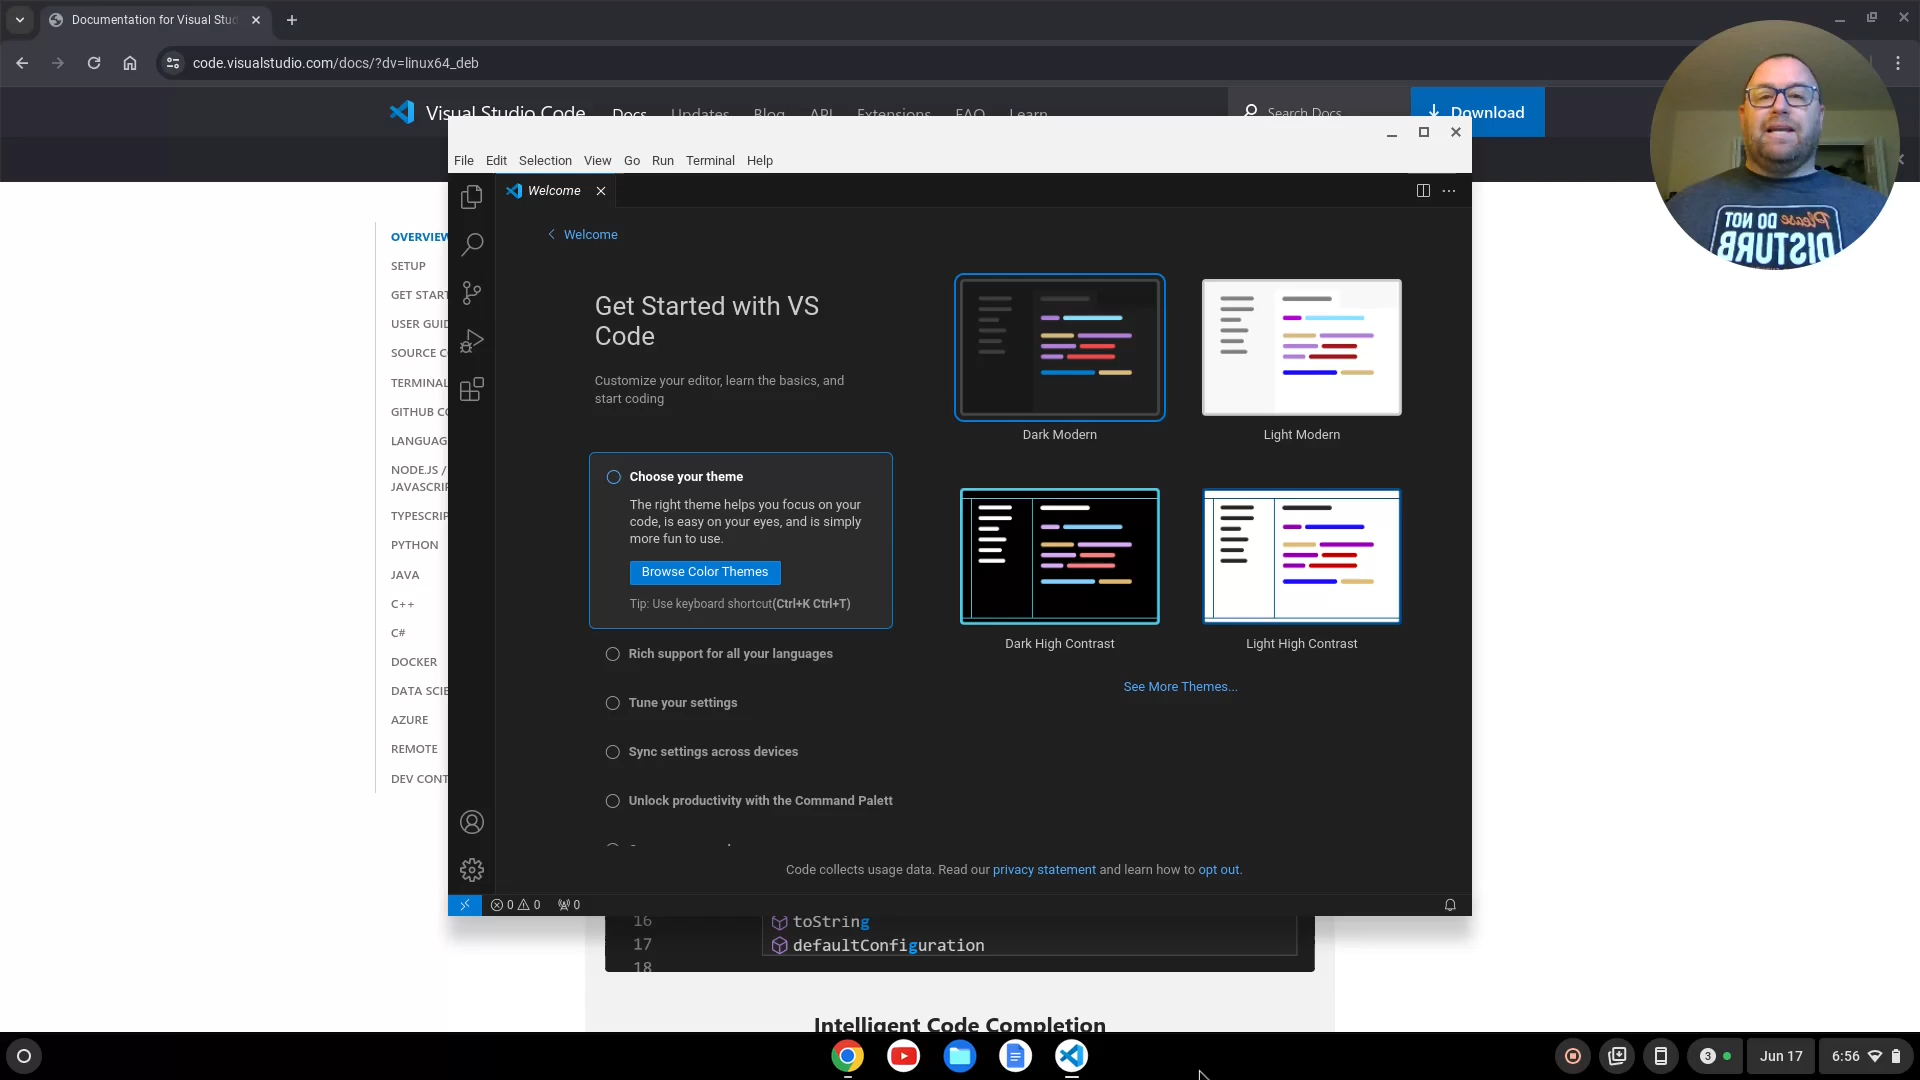 Documentation for Visual Stud
code.visualstudio.com/docs/?dv=linux64_deb
Visual Studio Code
Docs
Updates
Blog
API
Extensions
FAQ
Learn
Search Docs
Download
File Edit Selection View Go Run Terminal Help
Welcome
Welcome
Get Started with VS
Code
Customize your editor, learn the basics, and
start coding
Choose your theme
The right theme helps you focus on your
code, is easy on your eyes, and is simply
more fun to use.
Browse Color Themes
Tip: Use keyboard shortcut(Ctrl+K Ctrl+T)
Rich support for all your languages
Tune your settings
Sync settings across devices
Unlock productivity with the Command Palett
Dark Modern
Light Modern
Dark High Contrast
Light High Contrast
See More Themes...
Code collects usage data. Read our privacy statement and learn how to opt out.
0 0 0
OVERVIEW
SETUP
GET START
USER GUID
SOURCE C
TERMINAL
GITHUB CO
LANGUAG
NODE.JS /
JAVASCRIP
TYPESCRIP
PYTHON
JAVA
C++
C#
DOCKER
DATA SCIE
AZURE
REMOTE
DEV CONT
16 toString
17 defaultConfiguration
18
Intelligent Code Completion
Please DO NOT
DISTURB
3
Jun 17
6:56